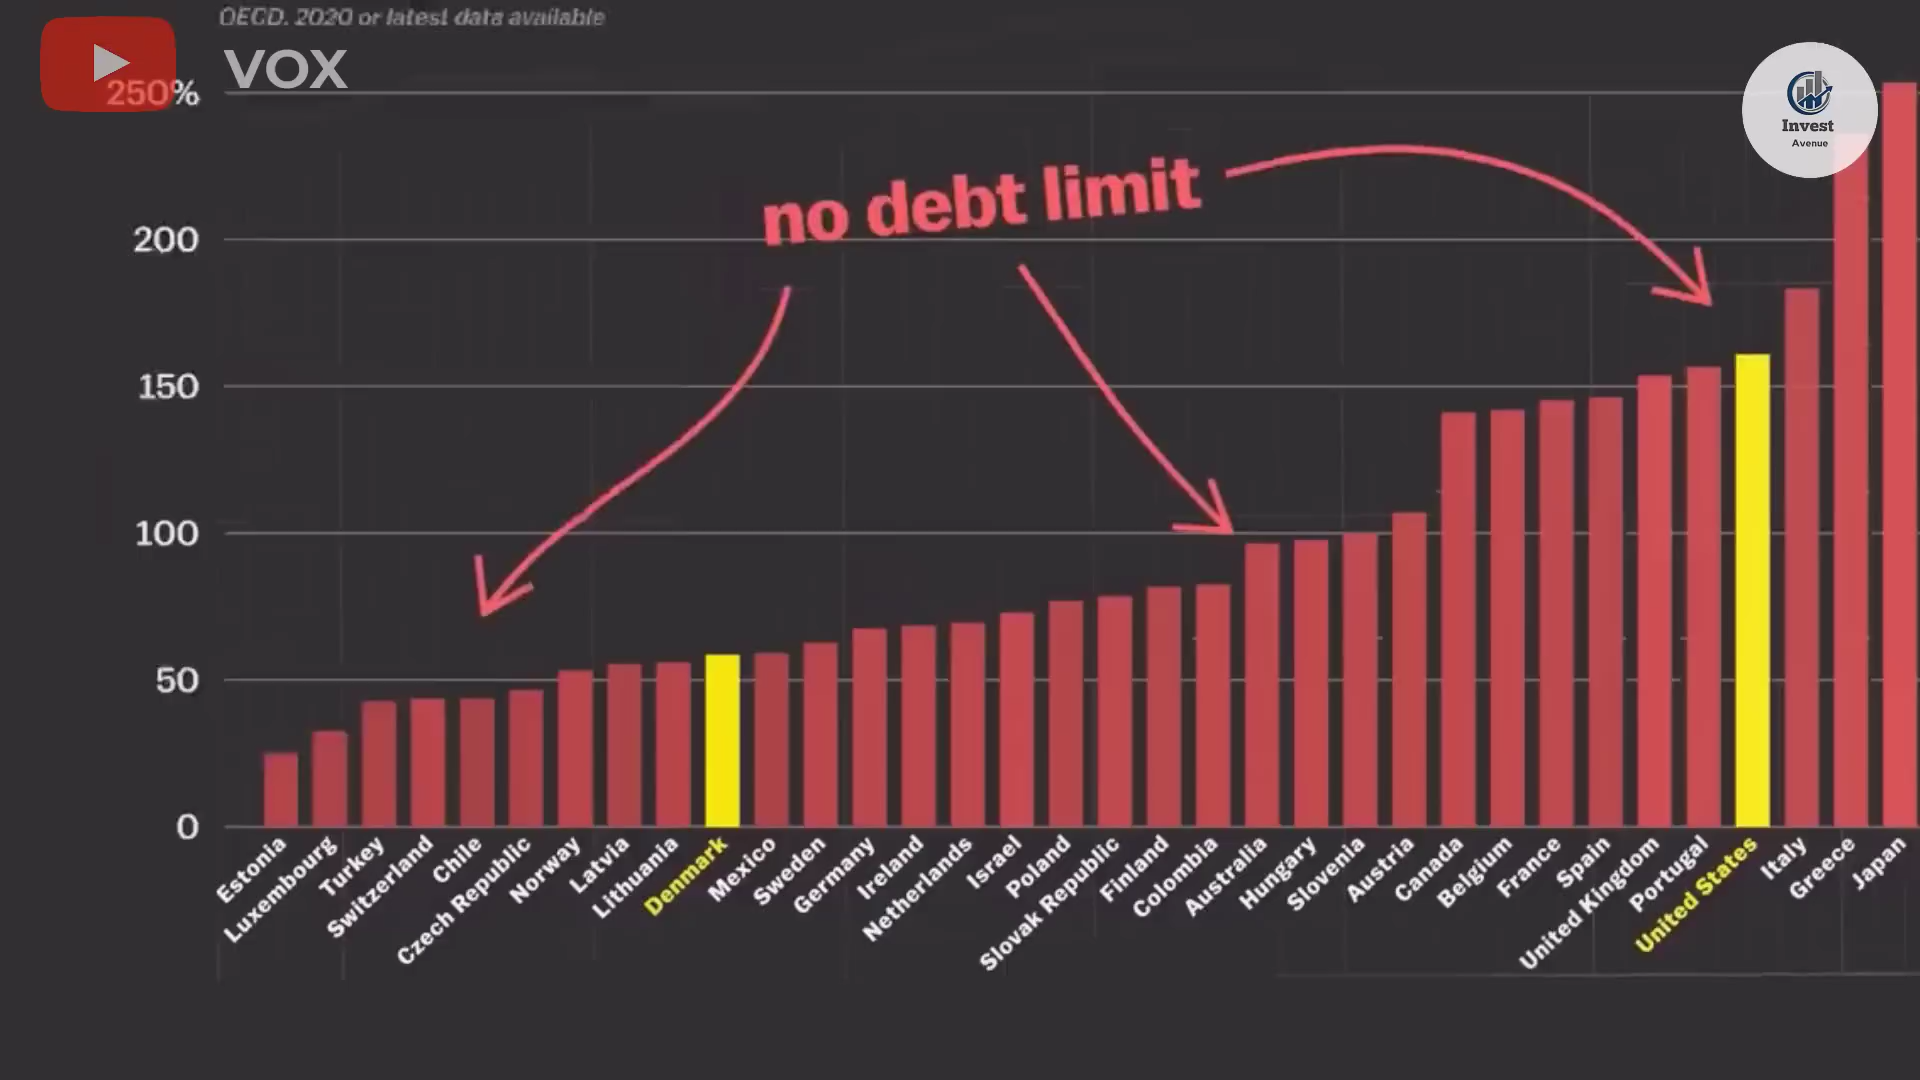 OECD. 2020 or latest data available
VOX
250%
Invest
Avenue
no debt limit
200
150
100
50
0
Estonia
Luxembourg
Turkey
Switzerland
Chile
Czech Republic
Norway
Latvia
Lithuania
Denmark
Mexico
Sweden
Germany
Ireland
Netherlands
Israel
Poland
Slovak Republic
Finland
Colombia
Australia
Hungary
Slovenia
Austria
Canada
Belgium
France
Spain
United Kingdom
Portugal
United States
Italy
Greece
Japan